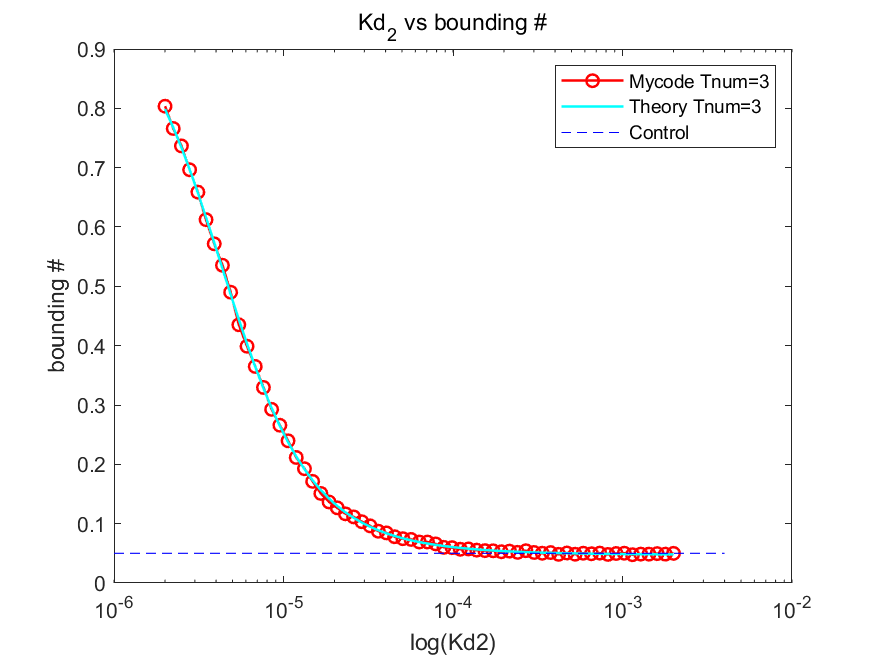 Kd2 vs bounding #
Mycode Tnum=3
Theory Tnum=3
Control
bounding #
0.9
0.8
0.7
0.6
0.5
0.4
0.3
0.2
0.1
0
10-6
10-5
10-4
10-3
10-2
log(Kd2)